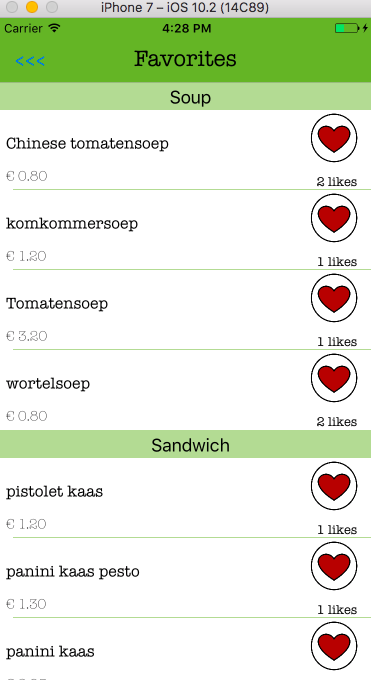 iPhone 7 – iOS 10.2 (14C89)
Carrier 4:28 PM
<<< Favorites
Soup
Chinese tomatensoep
€ 0.80
2 likes
komkommersoep
€ 1.20
1 likes
Tomatensoep
€ 3.20
1 likes
wortelsoep
€ 0.80
2 likes
Sandwich
pistolet kaas
€ 1.20
1 likes
panini kaas pesto
€ 1.30
1 likes
panini kaas